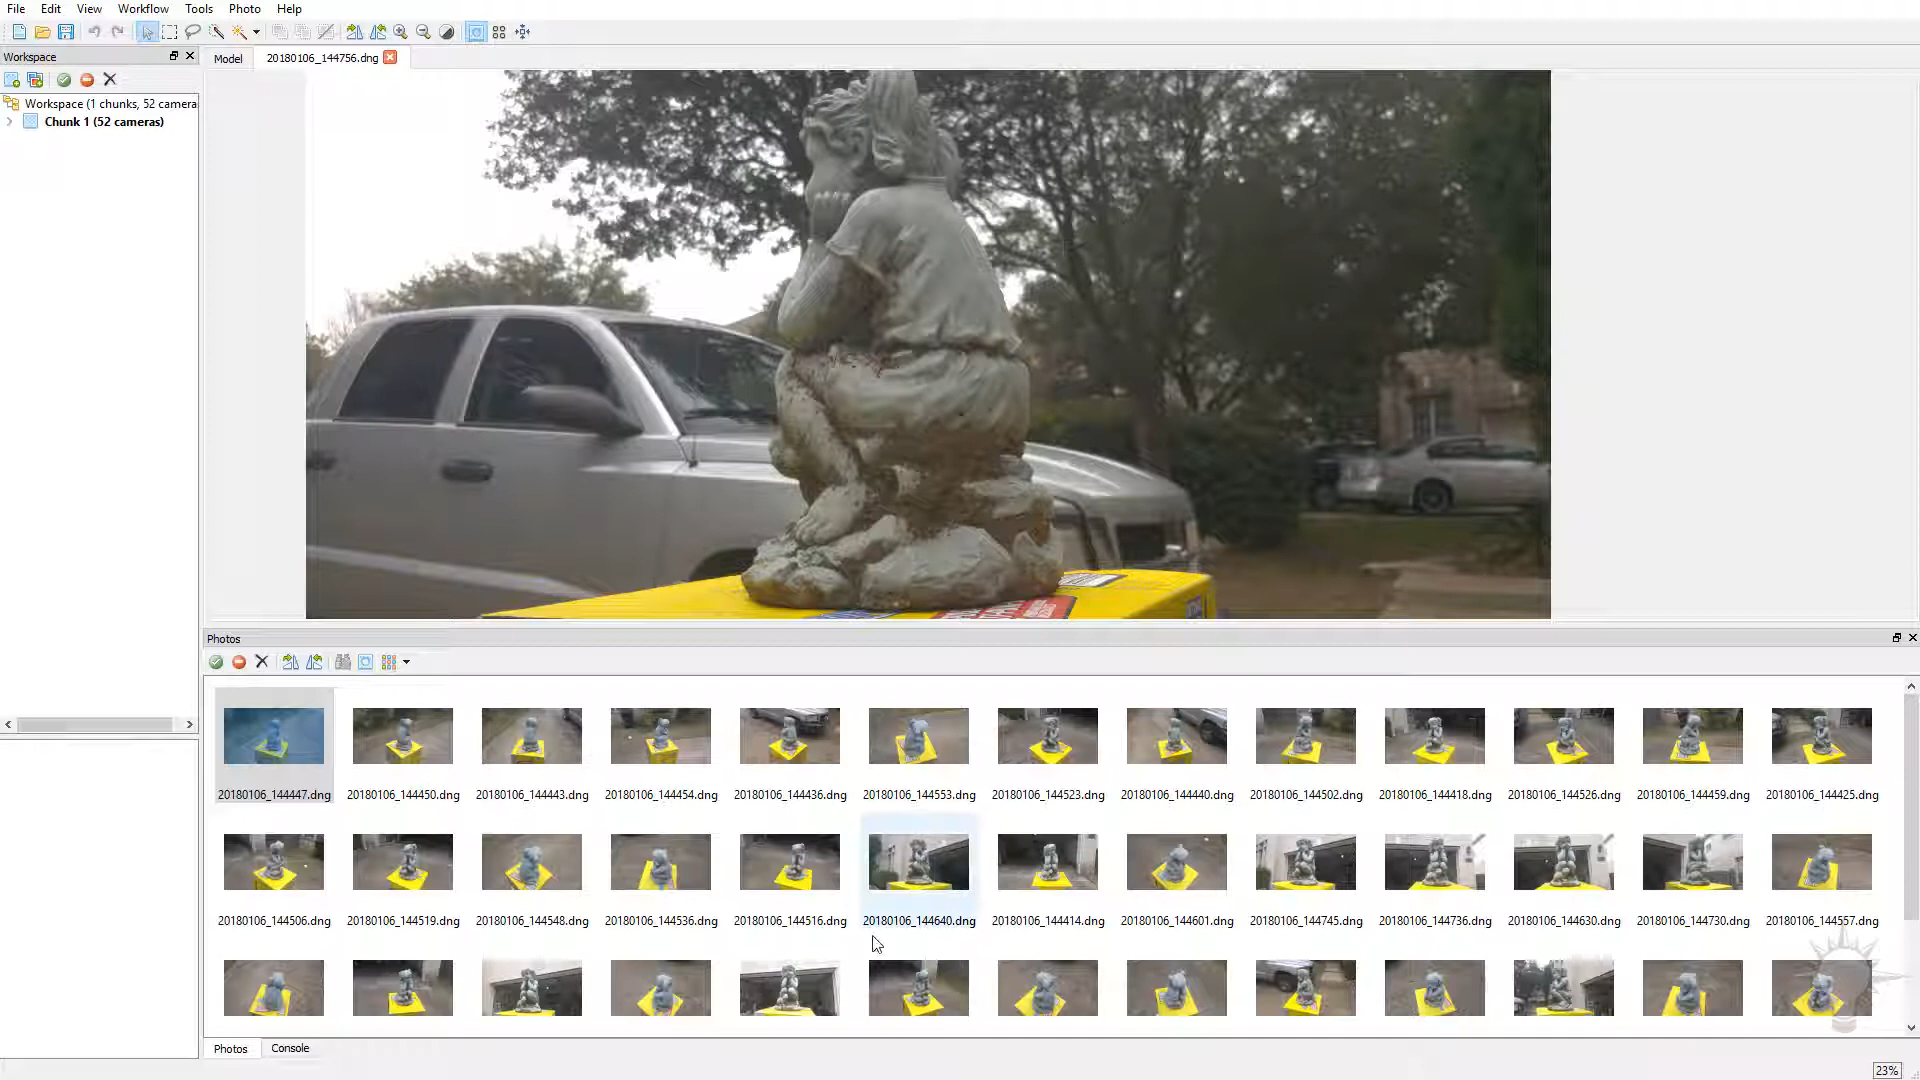 File Edit View Workflow Tools Photo Help
Workspace
Model 20180106_144756.dng
Workspace (1 chunks, 52 camera
Chunk 1 (52 cameras)
Photos
20180106_144447.dng 20180106_144450.dng 20180106_144443.dng 20180106_144454.dng 20180106_144436.dng 20180106_144553.dng 20180106_144523.dng 20180106_144440.dng 20180106_144502.dng 20180106_144418.dng 20180106_144526.dng 20180106_144459.dng 20180106_144425.dng
20180106_144506.dng 20180106_144519.dng 20180106_144548.dng 20180106_144536.dng 20180106_144516.dng 20180106_144640.dng 20180106_144414.dng 20180106_144601.dng 20180106_144745.dng 20180106_144736.dng 20180106_144630.dng 20180106_144730.dng 20180106_144557.dng
Photos Console
23%